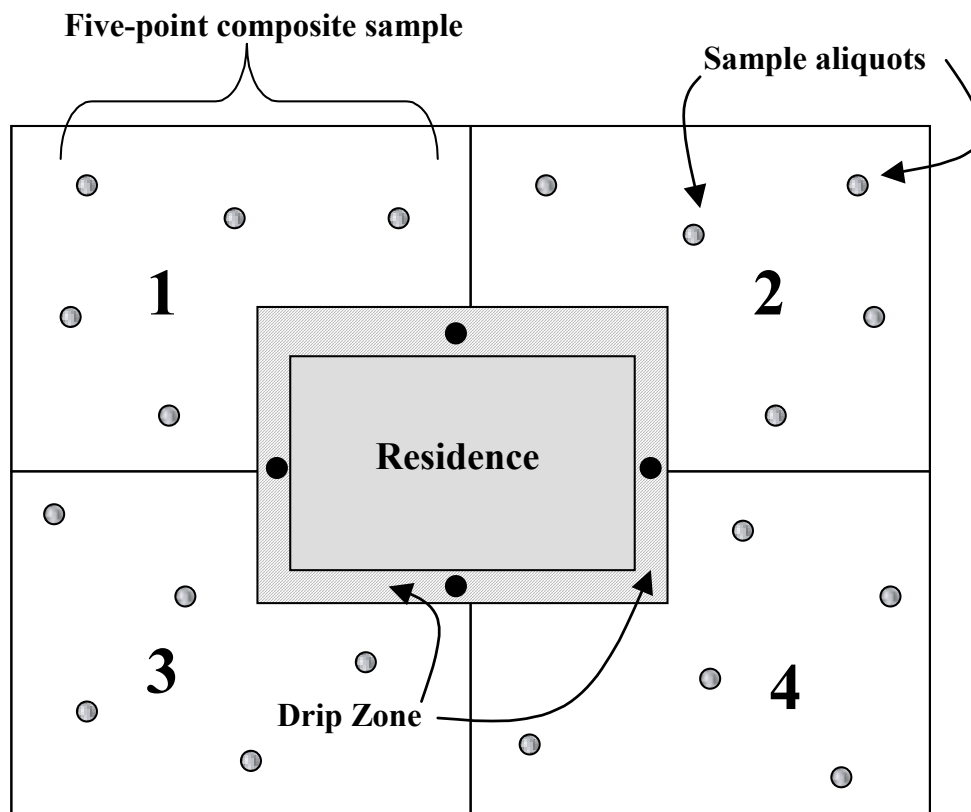 Five-point composite sample
Sample aliquots
1
2
Residence
3
4
Drip Zone